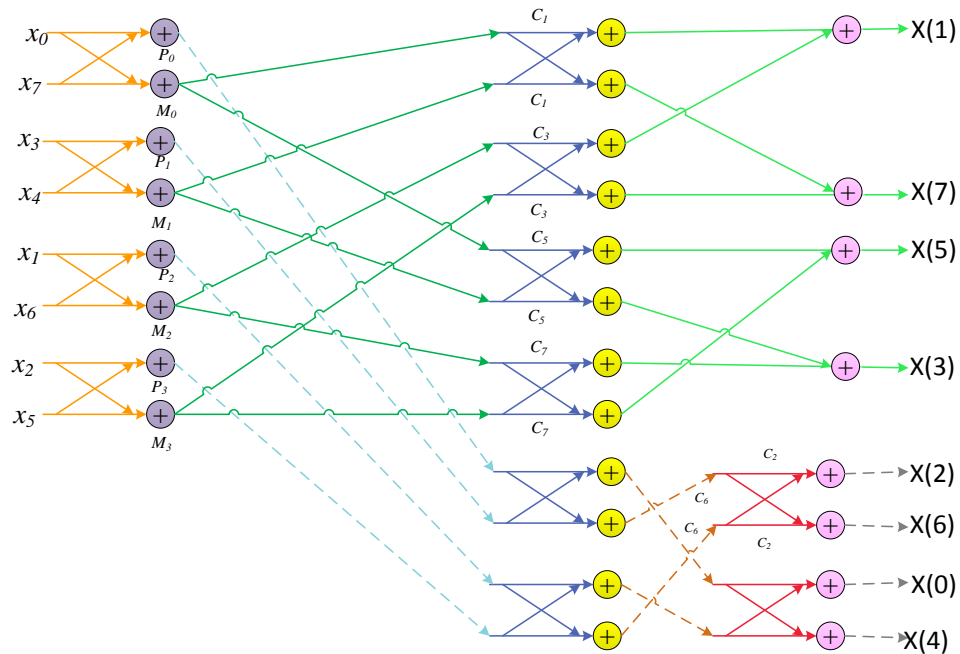 x0 + C1 + + X(1)
P0
x7 + C1 +
M0
x3 + C3 +
P1
x4 + C3 + + X(7)
M1
x1 + C5 + + X(5)
P2
x6 + C5 +
M2
x2 + C7 + + X(3)
P3
x5 + C7 +
M3
+ C2 + X(2)
C6
+ C6 + X(6)
C2
+ + X(0)
+ + X(4)